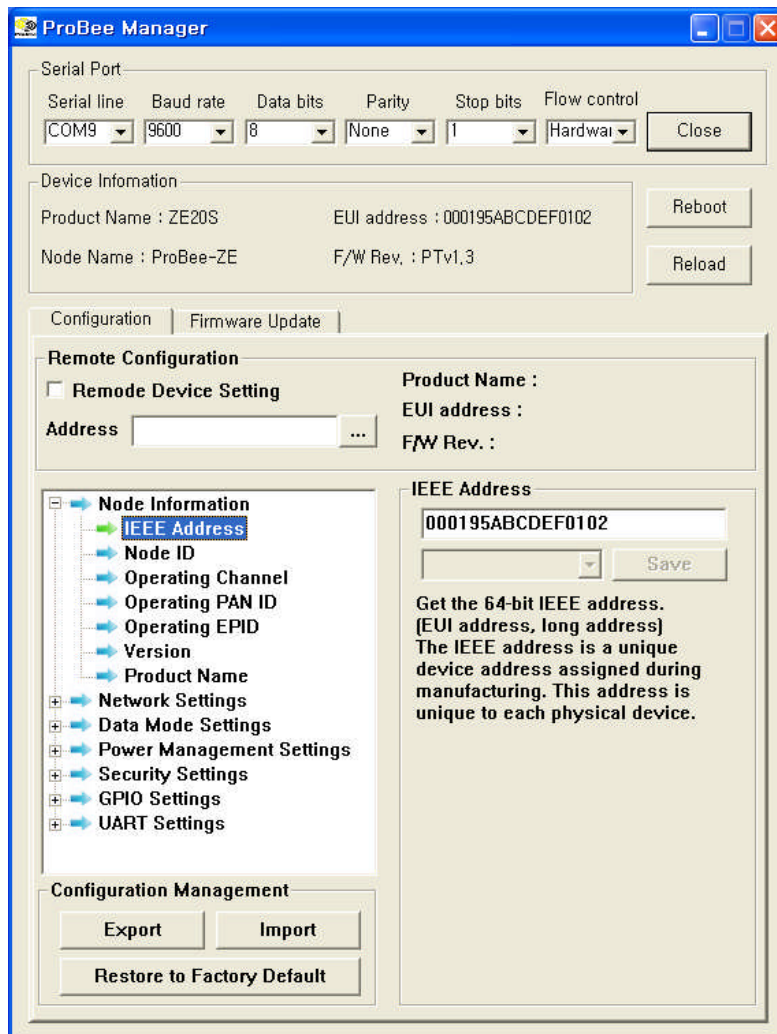 ProBee Manager
Serial Port
Serial line Baud rate Data bits Parity Stop bits Flow control
COM9 9600 8 None 1 Hardwai Close
Device Infomation
Product Name : ZE20S EUI address : 000195ABCDEF0102
Node Name : ProBee-ZE F/W Rev. : PTv1.3
Reboot
Reload
Configuration Firmware Update
Remote Configuration
Remode Device Setting
Address ...
Product Name :
EUI address :
F/W Rev. :
Node Information
IEEE Address
Node ID
Operating Channel
Operating PAN ID
Operating EPID
Version
Product Name
Network Settings
Data Mode Settings
Power Management Settings
Security Settings
GPIO Settings
UART Settings
IEEE Address
000195ABCDEF0102
Save
Get the 64-bit IEEE address.
(EUI address, long address)
The IEEE address is a unique
device address assigned during
manufacturing. This address is
unique to each physical device.
Configuration Management
Export Import
Restore to Factory Default